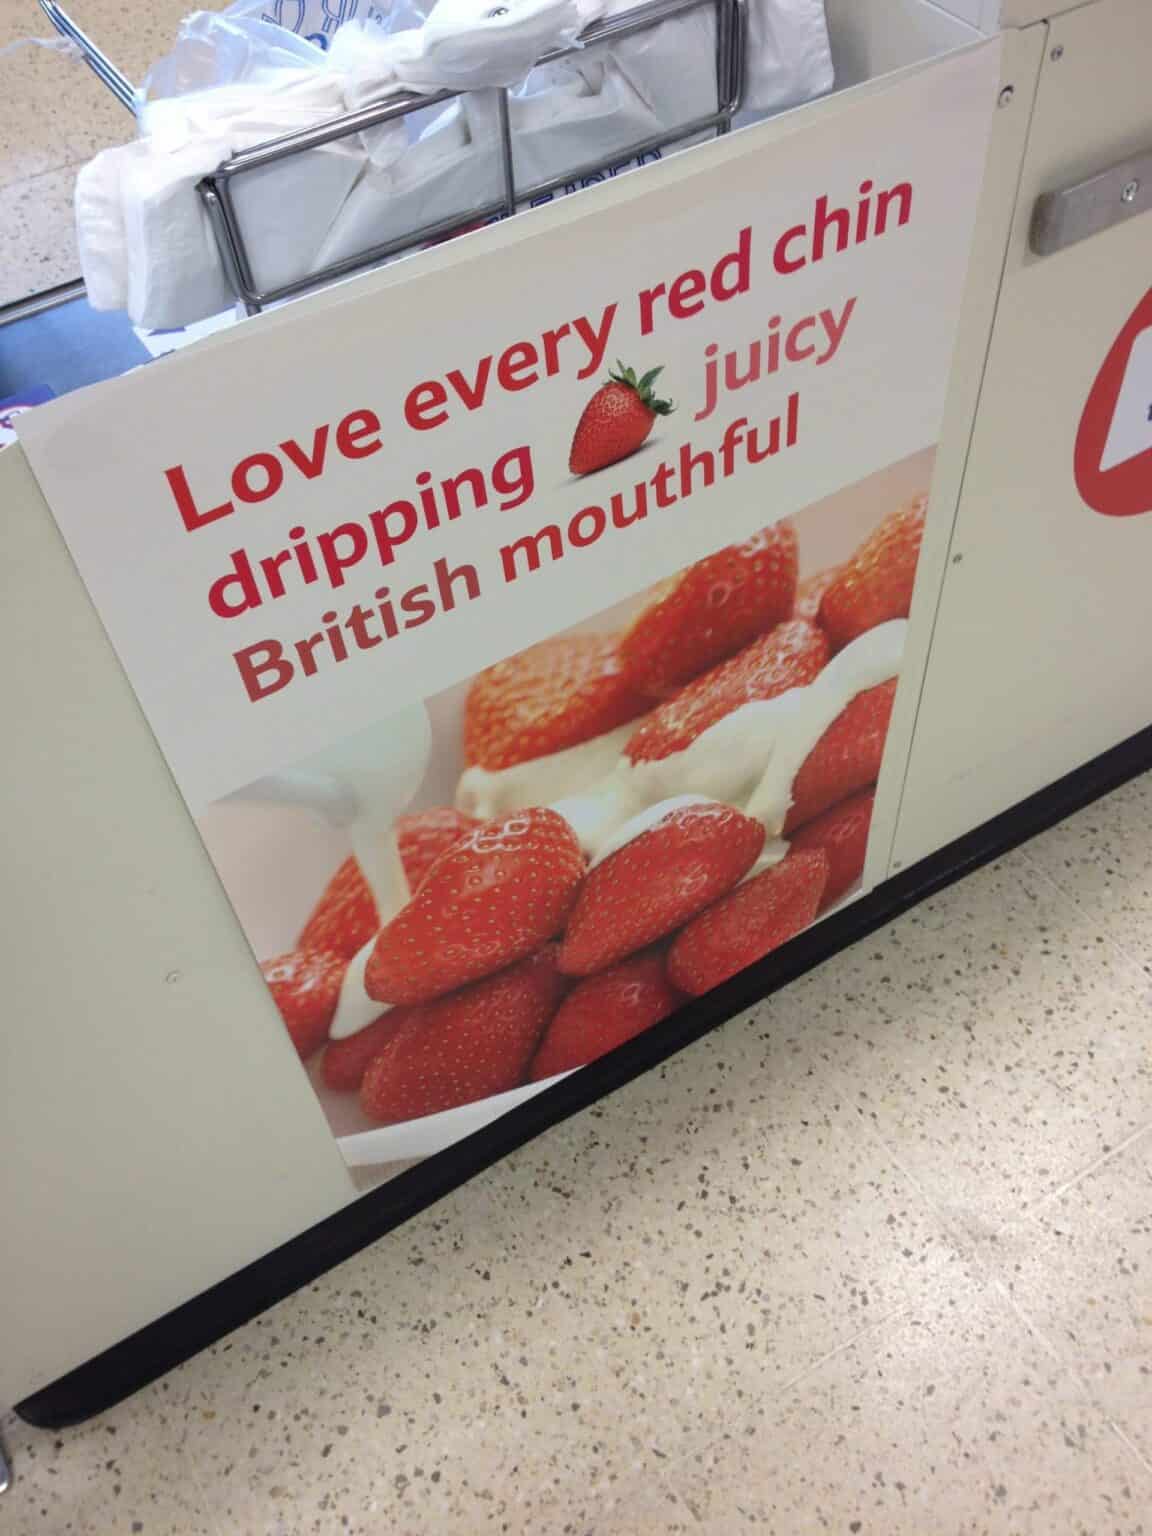 Love every red chin
dripping juicy
British mouthful